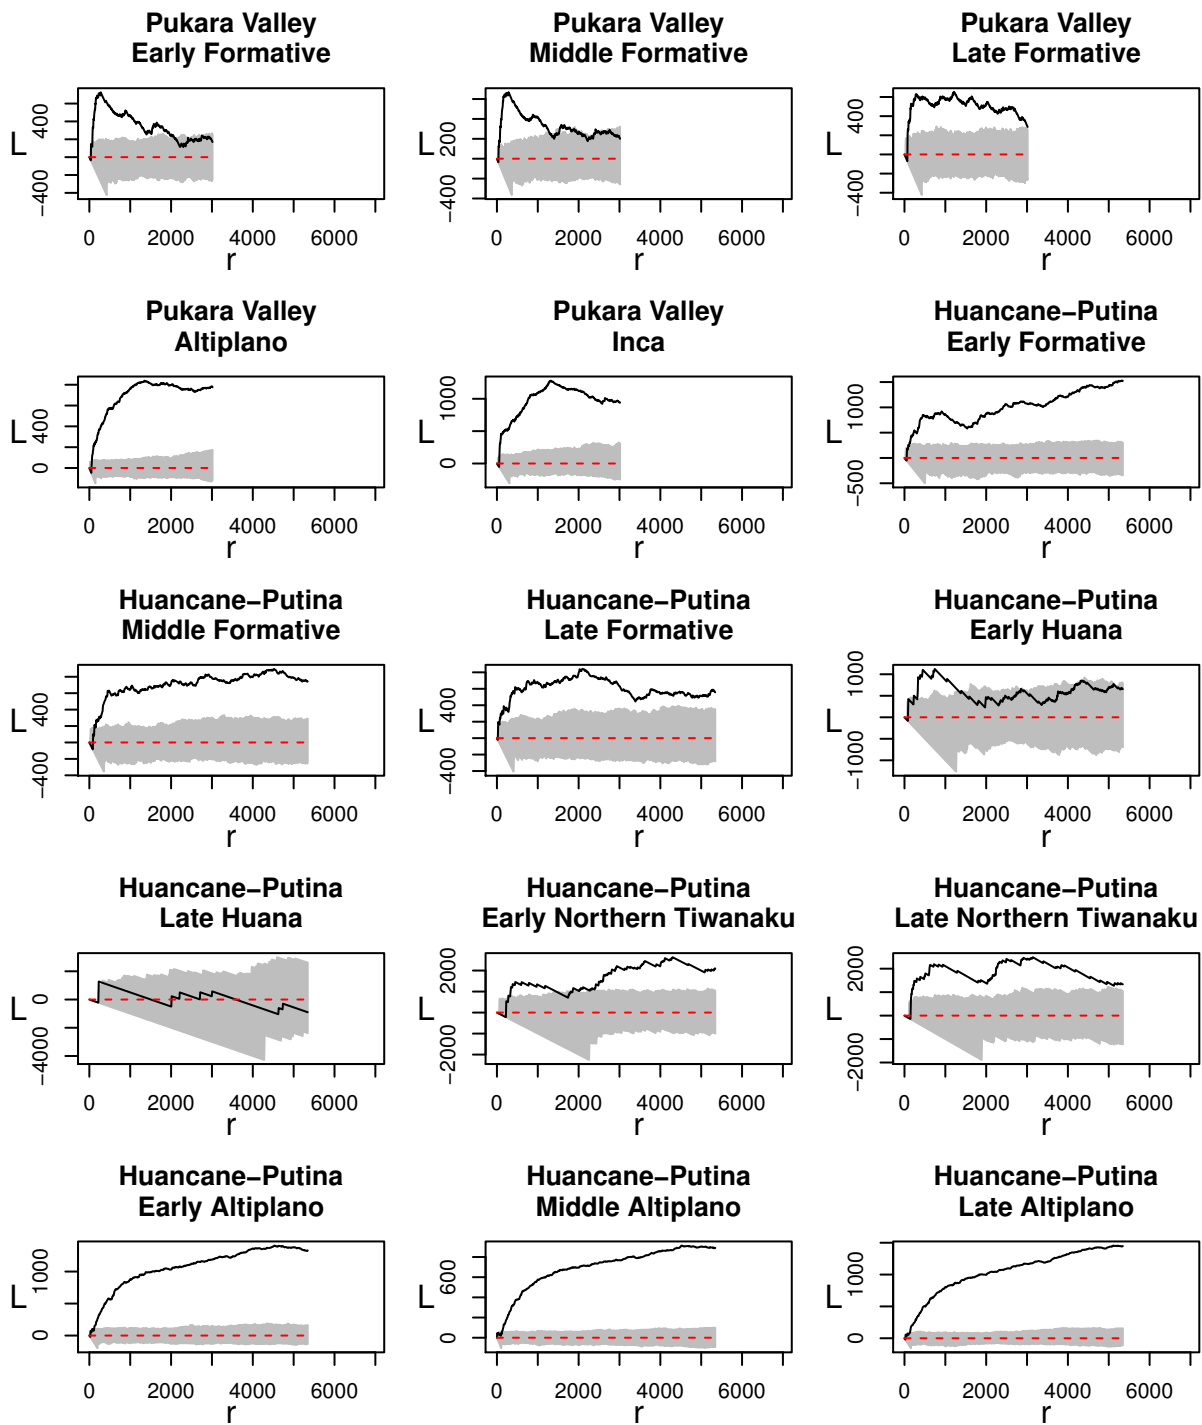 Pukara Valley
Early Formative
400
−400
L
0 2000 4000 6000
r
Pukara Valley
Middle Formative
200
−400
L
0 2000 4000 6000
r
Pukara Valley
Late Formative
400
−400
L
0 2000 4000 6000
r
Pukara Valley
Altiplano
400
0
L
0 2000 4000 6000
r
Pukara Valley
Inca
1000
0
L
0 2000 4000 6000
r
Huancane−Putina
Early Formative
1000
−500
L
0 2000 4000 6000
r
Huancane−Putina
Middle Formative
400
−400
L
0 2000 4000 6000
r
Huancane−Putina
Late Formative
400
−400
L
0 2000 4000 6000
r
Huancane−Putina
Early Huana
1000
−1000
L
0 2000 4000 6000
r
Huancane−Putina
Late Huana
0
−4000
L
0 2000 4000 6000
r
Huancane−Putina
Early Northern Tiwanaku
2000
−2000
L
0 2000 4000 6000
r
Huancane−Putina
Late Northern Tiwanaku
2000
−2000
L
0 2000 4000 6000
r
Huancane−Putina
Early Altiplano
1000
0
L
0 2000 4000 6000
r
Huancane−Putina
Middle Altiplano
600
0
L
0 2000 4000 6000
r
Huancane−Putina
Late Altiplano
1000
0
L
0 2000 4000 6000
r